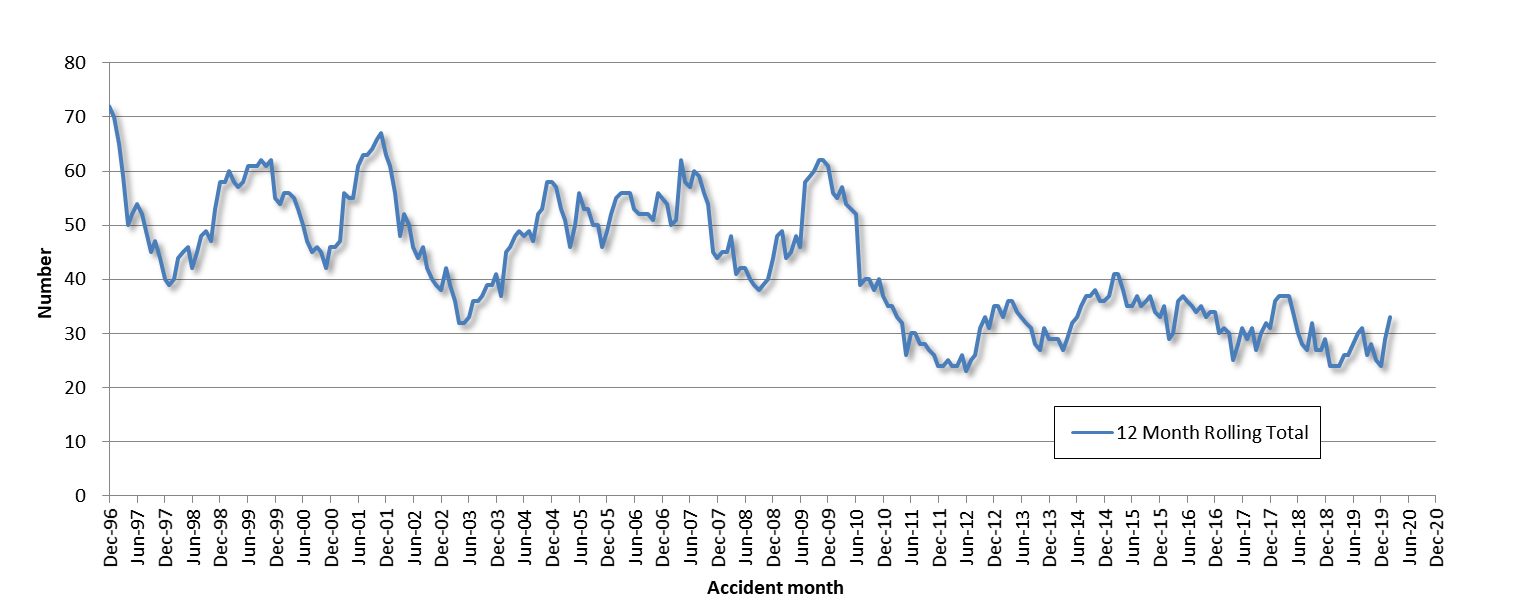 80
70
60
50
40
30
20
10
0
Number
12 Month Rolling Total
Dec-96
Jun-97
Dec-97
Jun-98
Dec-98
Jun-99
Dec-99
Jun-00
Dec-00
Jun-01
Dec-01
Jun-02
Dec-02
Jun-03
Dec-03
Jun-04
Dec-04
Jun-05
Dec-05
Jun-06
Dec-06
Jun-07
Dec-07
Jun-08
Dec-08
Jun-09
Dec-09
Jun-10
Dec-10
Jun-11
Dec-11
Jun-12
Dec-12
Jun-13
Dec-13
Jun-14
Dec-14
Jun-15
Dec-15
Jun-16
Dec-16
Jun-17
Dec-17
Jun-18
Dec-18
Jun-19
Dec-19
Jun-20
Dec-20
Accident month